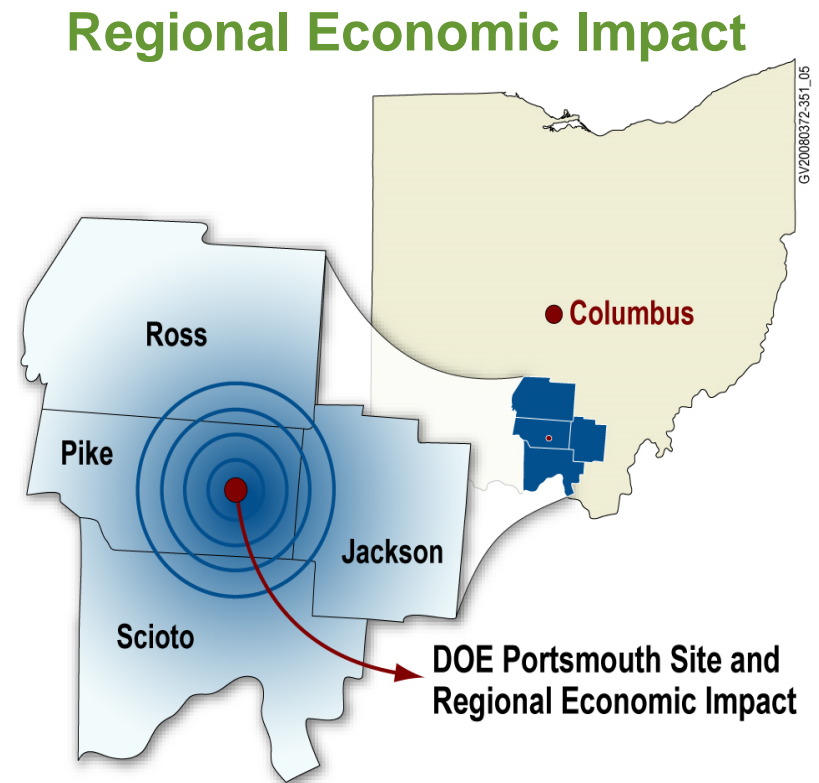 Regional Economic Impact
GV20080372-351_05
Columbus
Ross
Pike
Jackson
Scioto
DOE Portsmouth Site and
Regional Economic Impact